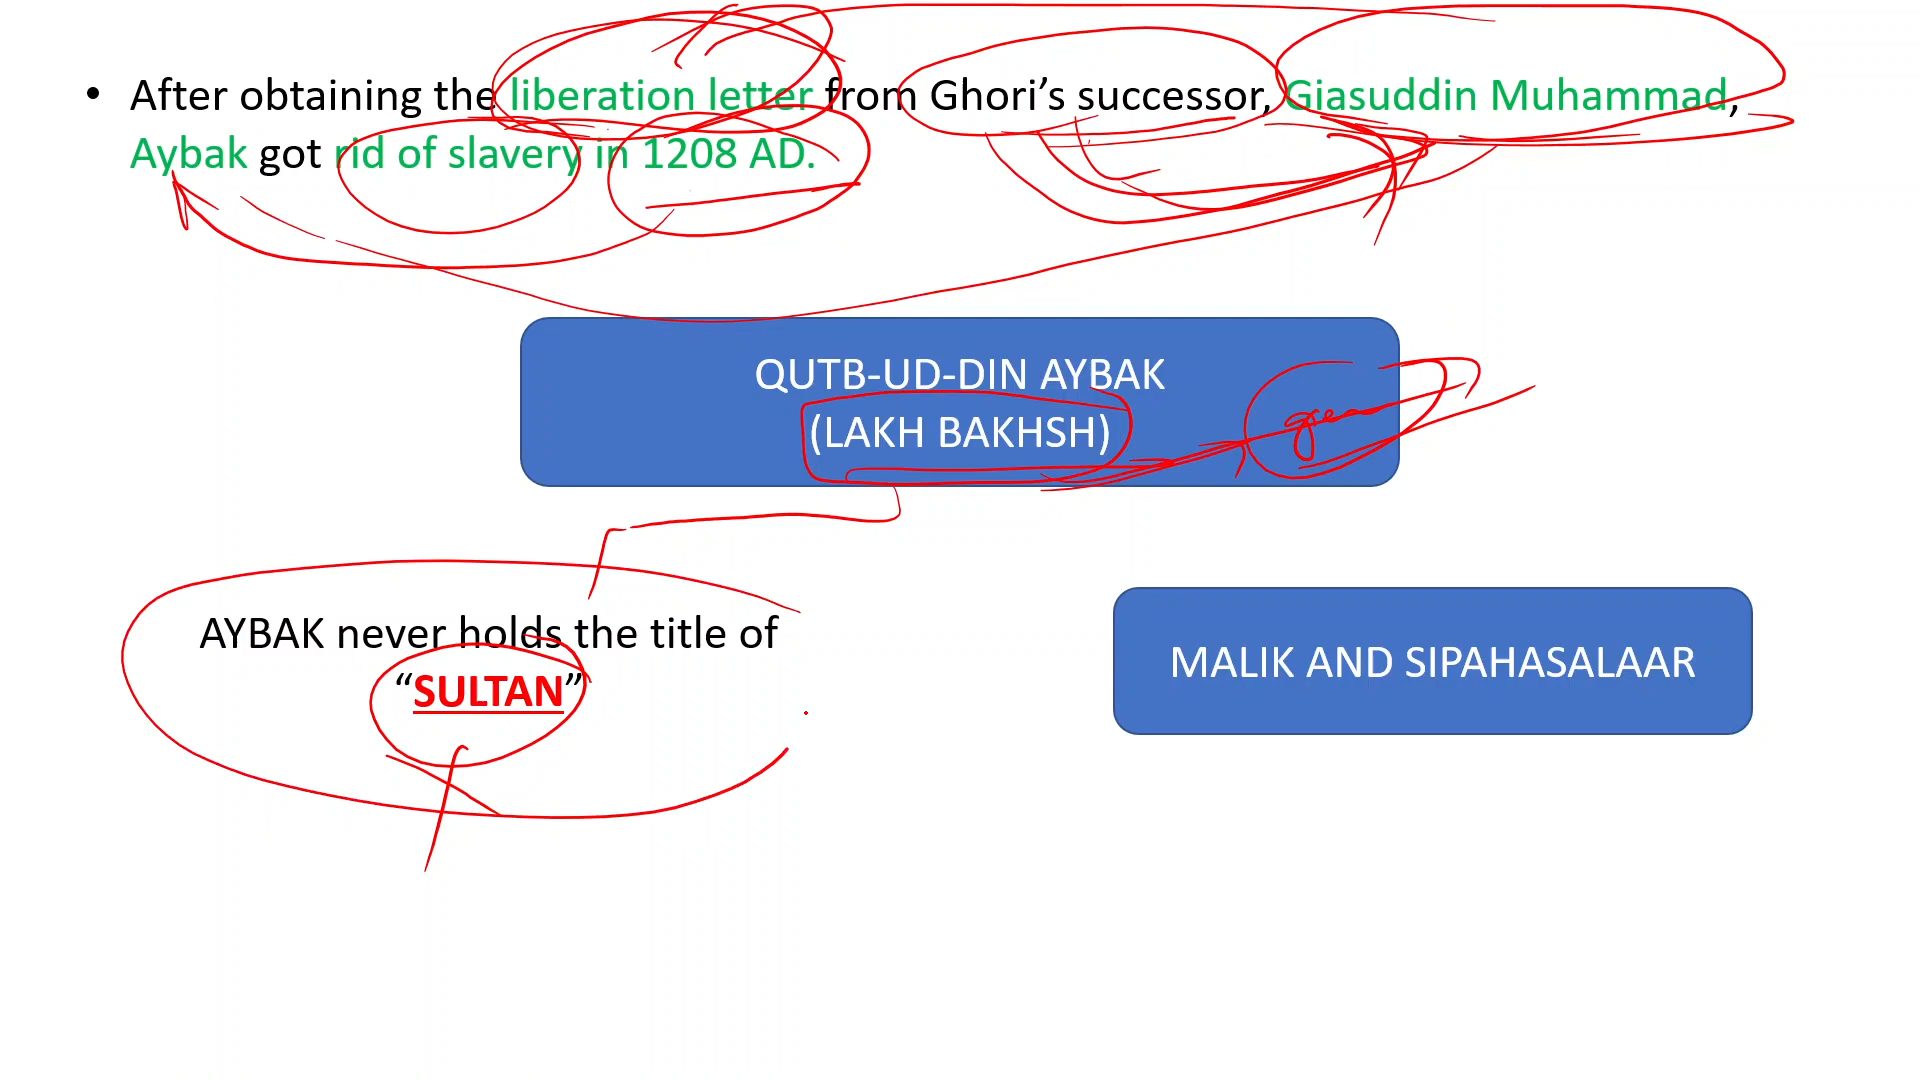 • After obtaining the liberation letter from Ghori’s successor, Giasuddin Muhammad,
Aybak got rid of slavery in 1208 AD.
QUTB-UD-DIN AYBAK
(LAKH BAKHSH)
AYBAK never holds the title of
“SULTAN”
MALIK AND SIPAHASALAAR